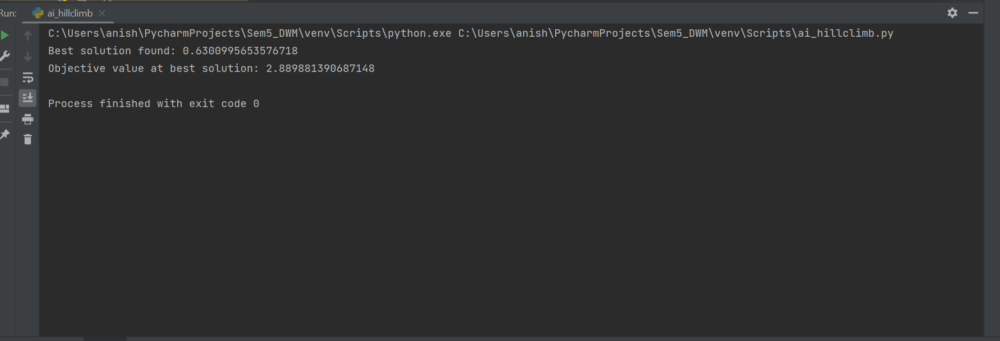 Run:
ai_hillclimb
C:\Users\anish\PycharmProjects\Sem5_DWM\venv\Scripts\python.exe C:\Users\anish\PycharmProjects\Sem5_DWM\venv\Scripts\ai_hillclimb.py
Best solution found: 0.6300995653576718
Objective value at best solution: 2.889881390687148
Process finished with exit code 0